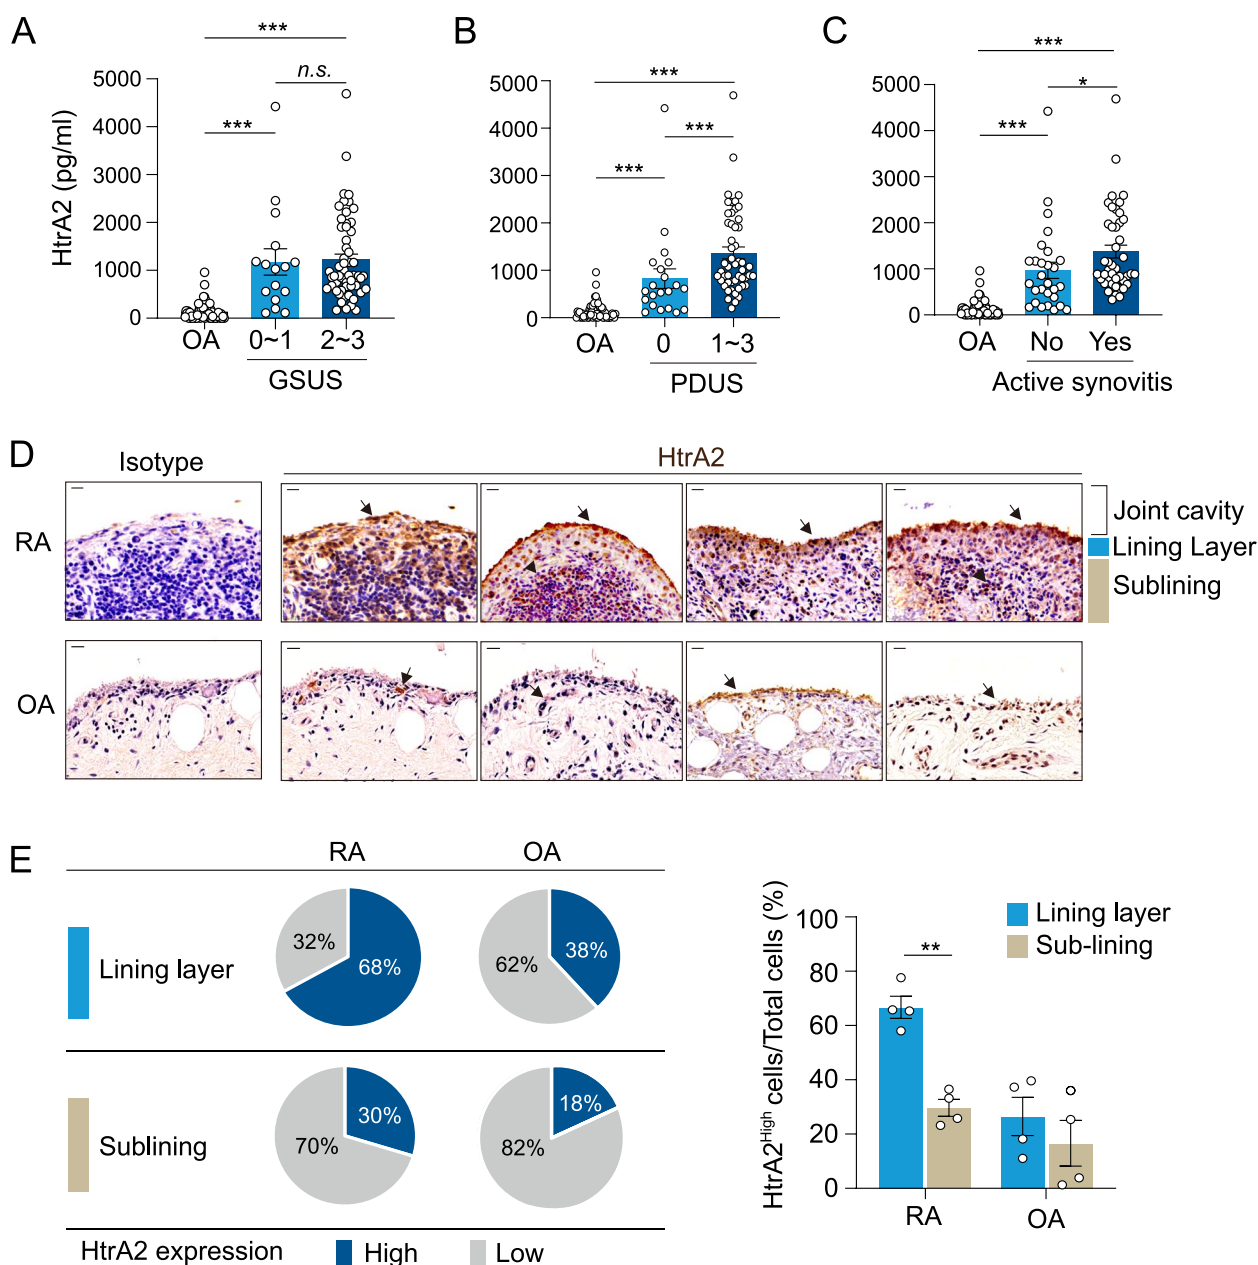 A
B
C
***
n.s.
***
HtrA2 (pg/ml)
5000
4000
3000
2000
1000
0
OA
0~1
2~3
GSUS
***
***
***
5000
4000
3000
2000
1000
0
OA
0
1~3
PDUS
***
*
***
5000
4000
3000
2000
1000
0
OA
No
Yes
Active synovitis
D
Isotype
HtrA2
RA
Joint cavity
Lining Layer
Sublining
OA
E
RA
OA
Lining layer
32%
68%
62%
38%
Sublining
70%
30%
82%
18%
HtrA2 expression
High
Low
HtrA2High cells/Total cells (%)
100
80
60
40
20
0
**
Lining layer
Sub-lining
RA
OA